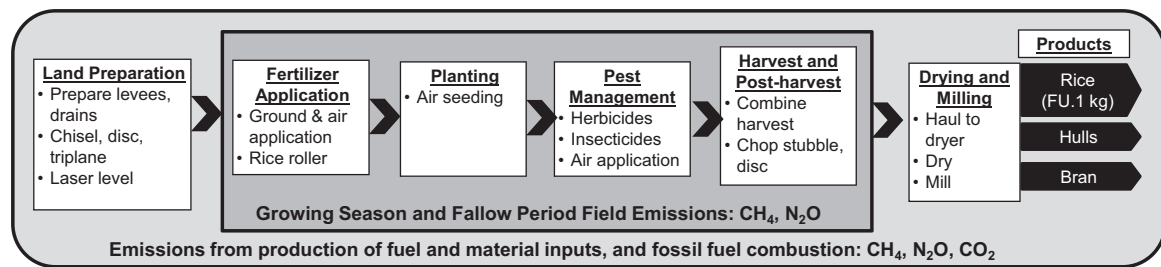 Land Preparation
• Prepare levees,
drains
• Chisel, disc,
triplane
• Laser level
Fertilizer
Application
• Ground & air
application
• Rice roller
Planting
• Air seeding
Pest
Management
• Herbicides
• Insecticides
• Air application
Harvest and
Post-harvest
• Combine
harvest
• Chop stubble,
disc
Drying and
Milling
• Haul to
dryer
• Dry
• Mill
Products
Rice
(FU.1 kg)
Hulls
Bran
Growing Season and Fallow Period Field Emissions: CH₄, N₂O
Emissions from production of fuel and material inputs, and fossil fuel combustion: CH₄, N₂O, CO₂